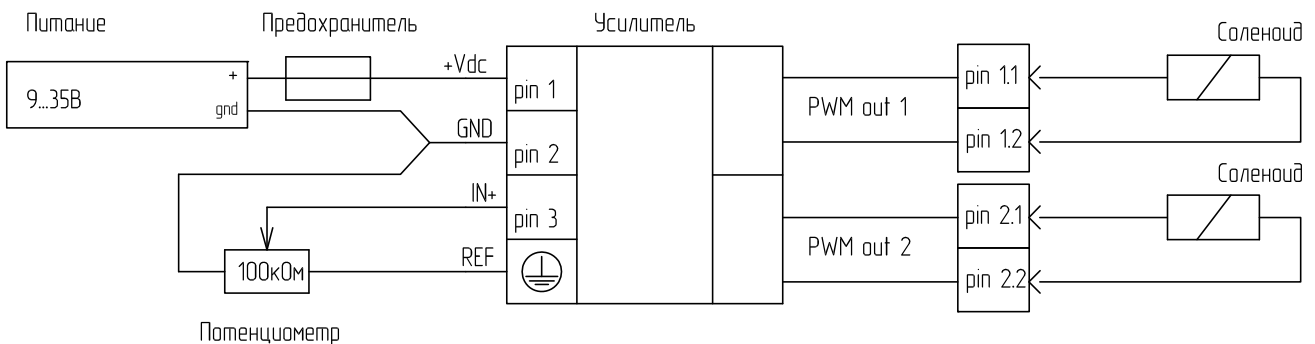 Питание
Предохранитель
Усилитель
Соленоид
9...35В
+
gnd
+Vdc
pin 1
GND
pin 2
IN+
pin 3
REF
100кОм
Потенциометр
PWM out 1
pin 1.1
pin 1.2
Соленоид
PWM out 2
pin 2.1
pin 2.2